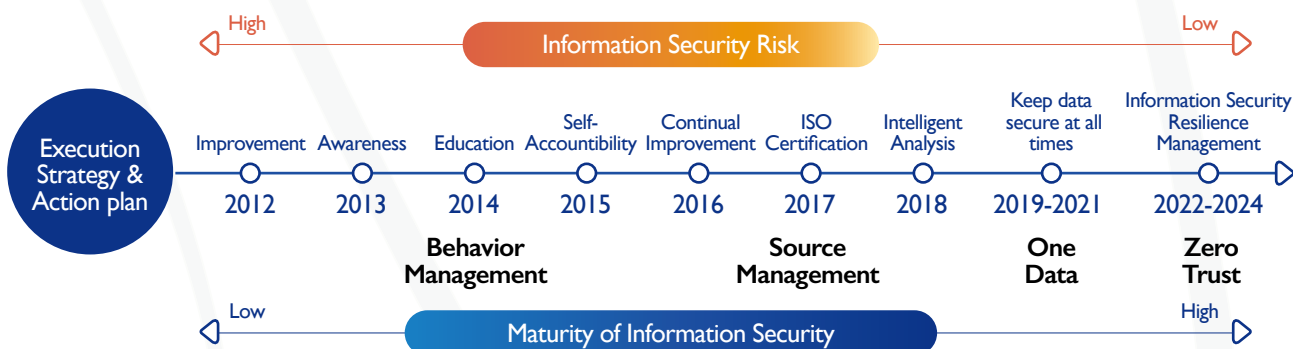 High
Information Security Risk
Low
Execution
Strategy &
Action plan
Improvement
2012
Awareness
2013
Education
2014
Self-
Accountibility
2015
Continual
Improvement
2016
ISO
Certification
2017
Intelligent
Analysis
2018
Keep data
secure at all
times
2019-2021
Information Security
Resilience
Management
2022-2024
Behavior
Management
Source
Management
One
Data
Zero
Trust
Low
Maturity of Information Security
High